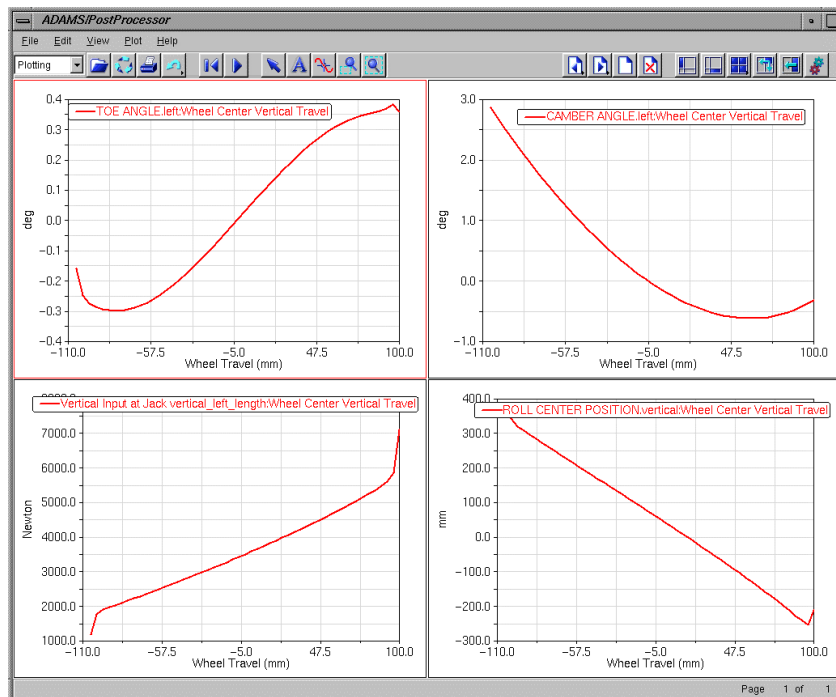 ADAMS/PostProcessor
File Edit View Plot Help
Plotting
A
TOE ANGLE.left:Wheel Center Vertical Travel
0.4
0.3
0.2
0.1
0.0
−0.1
−0.2
−0.3
−0.4
deg
−110.0 −57.5 −5.0 47.5 100.0
Wheel Travel (mm)
CAMBER ANGLE.left:Wheel Center Vertical Travel
3.0
2.0
1.0
0.0
−1.0
deg
−110.0 −57.5 −5.0 47.5 100.0
Wheel Travel (mm)
Vertical Input at Jack vertical_left_length:Wheel Center Vertical Travel
7000.0
6000.0
5000.0
4000.0
3000.0
2000.0
1000.0
Newton
−110.0 −57.5 −5.0 47.5 100.0
Wheel Travel (mm)
ROLL CENTER POSITION.vertical:Wheel Center Vertical Travel
400.0
300.0
200.0
100.0
0.0
−100.0
−200.0
−300.0
mm
−110.0 −57.5 −5.0 47.5 100.0
Wheel Travel (mm)
Page 1 of 1